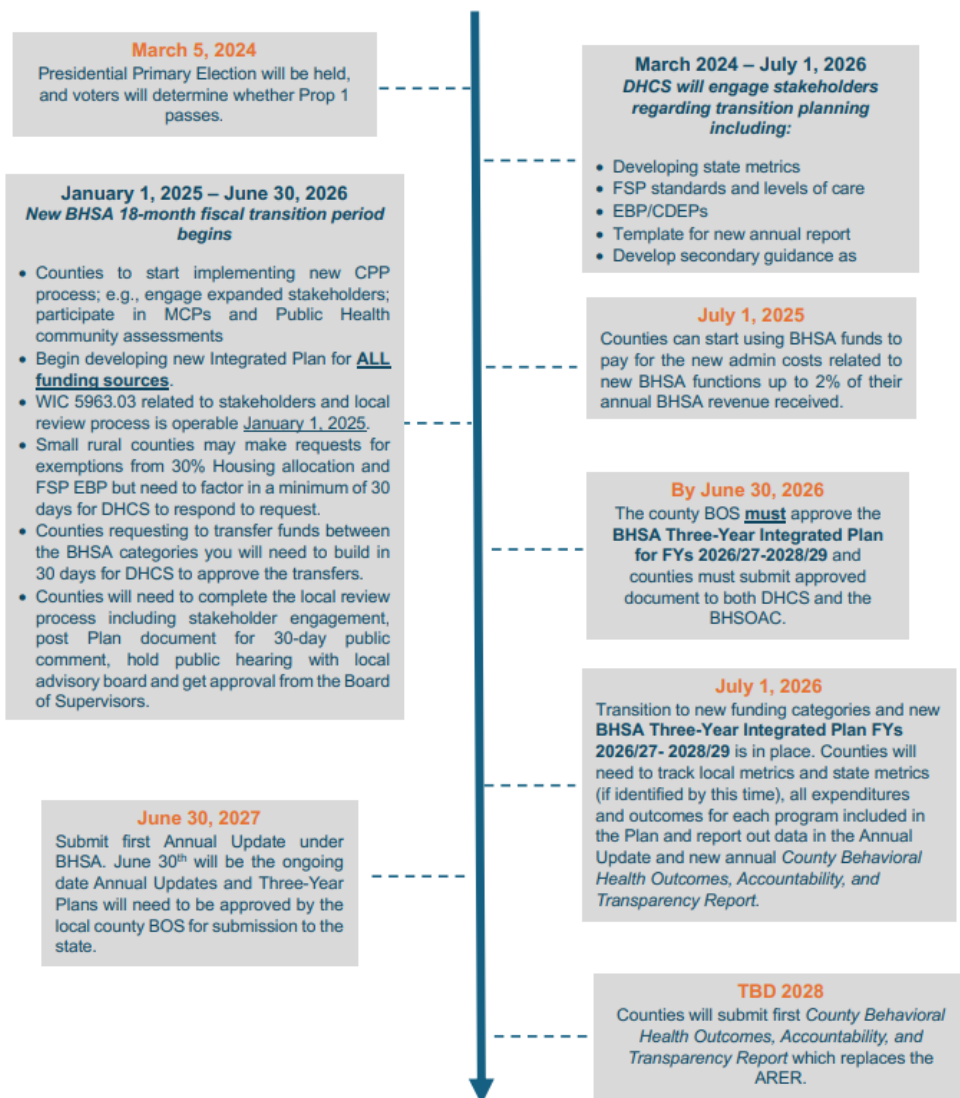 March 5, 2024
Presidential Primary Election will be held,
and voters will determine whether Prop 1
passes.
March 2024 – July 1, 2026
DHCS will engage stakeholders
regarding transition planning
including:
• Developing state metrics
• FSP standards and levels of care
• EBP/CDEPs
• Template for new annual report
• Develop secondary guidance as
January 1, 2025 – June 30, 2026
New BHSA 18-month fiscal transition period
begins
• Counties to start implementing new CPP
process; e.g., engage expanded stakeholders;
participate in MCPs and Public Health
community assessments
• Begin developing new Integrated Plan for ALL
funding sources.
• WIC 5963.03 related to stakeholders and local
review process is operable January 1, 2025.
• Small rural counties may make requests for
exemptions from 30% Housing allocation and
FSP EBP but need to factor in a minimum of 30
days for DHCS to respond to request.
• Counties requesting to transfer funds between
the BHSA categories you will need to build in
30 days for DHCS to approve the transfers.
• Counties will need to complete the local review
process including stakeholder engagement,
post Plan document for 30-day public
comment, hold public hearing with local
advisory board and get approval from the Board
of Supervisors.
July 1, 2025
Counties can start using BHSA funds to
pay for the new admin costs related to
new BHSA functions up to 2% of their
annual BHSA revenue received.
By June 30, 2026
The county BOS must approve the
BHSA Three-Year Integrated Plan
for FYs 2026/27-2028/29 and
counties must submit approved
document to both DHCS and the
BHSOAC.
July 1, 2026
Transition to new funding categories and new
BHSA Three-Year Integrated Plan FYs
2026/27- 2028/29 is in place. Counties will
need to track local metrics and state metrics
(if identified by this time), all expenditures
and outcomes for each program included in
the Plan and report out data in the Annual
Update and new annual County Behavioral
Health Outcomes, Accountability, and
Transparency Report.
June 30, 2027
Submit first Annual Update under
BHSA. June 30th will be the ongoing
date Annual Updates and Three-Year
Plans will need to be approved by the
local county BOS for submission to the
state.
TBD 2028
Counties will submit first County Behavioral
Health Outcomes, Accountability, and
Transparency Report which replaces the
ARER.